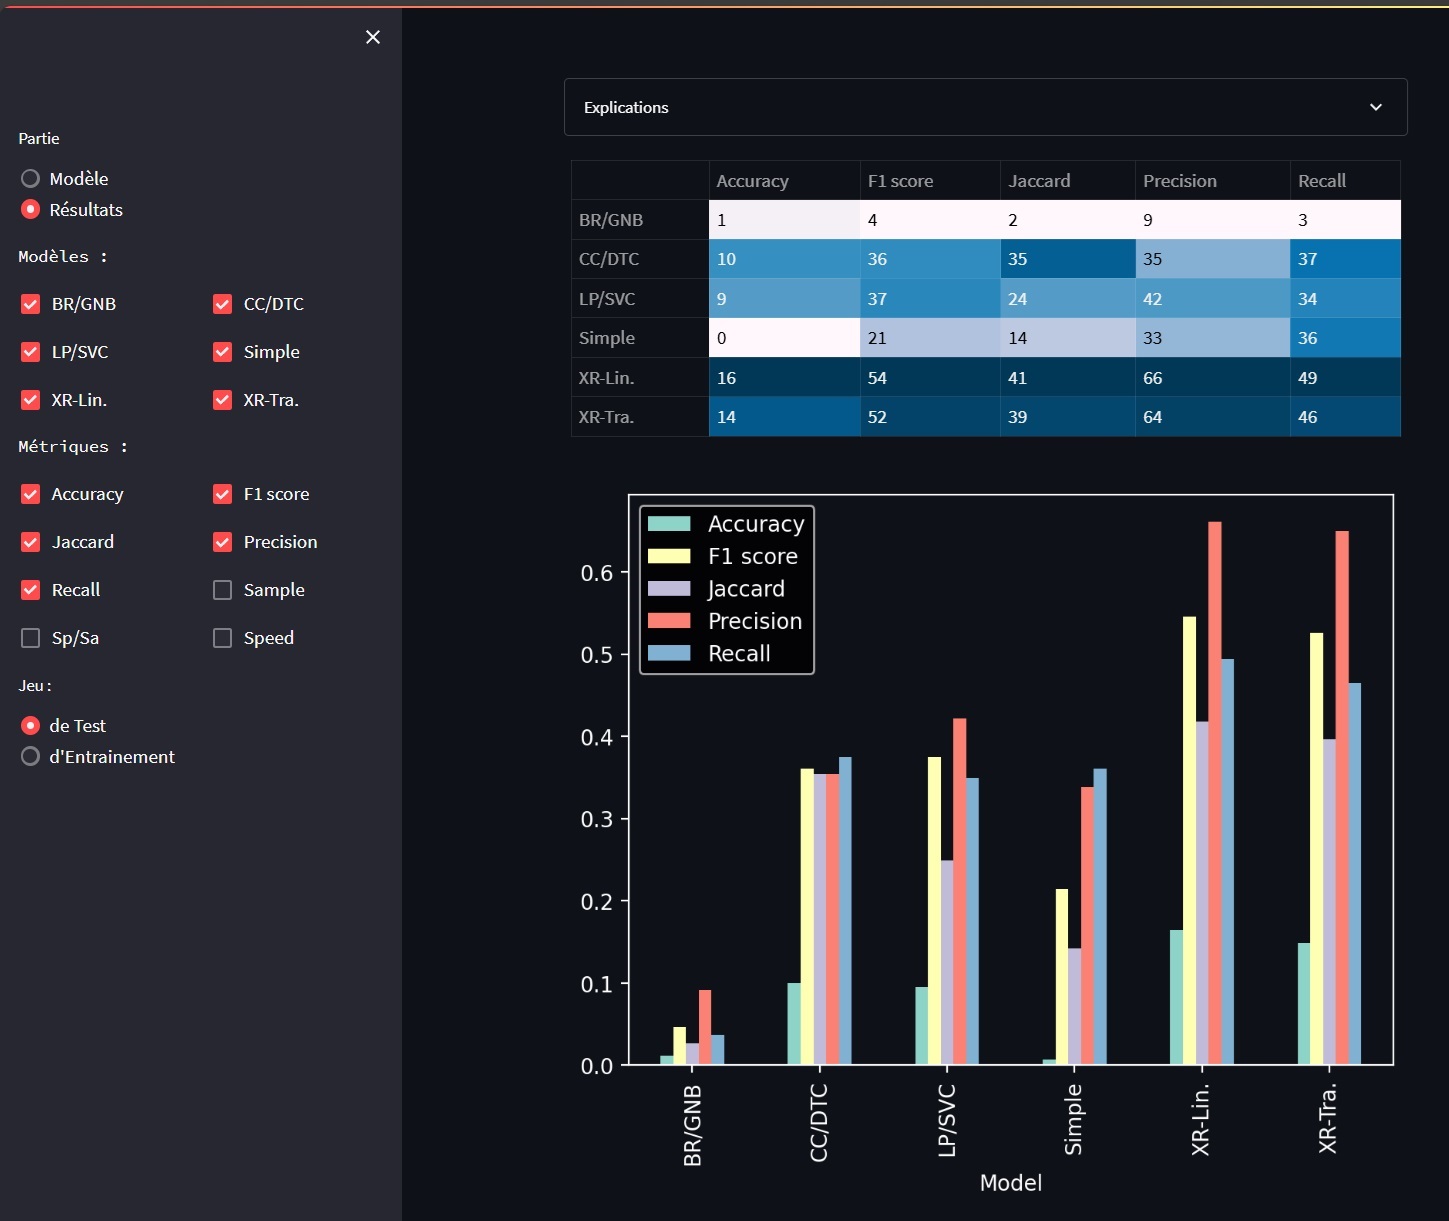 Partie
Modèle
Résultats
Modèles :
BR/GNB CC/DTC
LP/SVC Simple
XR-Lin. XR-Tra.
Métriques :
Accuracy F1 score
Jaccard Precision
Recall Sample
Sp/Sa Speed
Jeu :
de Test
d'Entrainement
Explications
Accuracy F1 score Jaccard Precision Recall
BR/GNB 1 4 2 9 3
CC/DTC 10 36 35 35 37
LP/SVC 9 37 24 42 34
Simple 0 21 14 33 36
XR-Lin. 16 54 41 66 49
XR-Tra. 14 52 39 64 46
Accuracy
F1 score
Jaccard
Precision
Recall
0.6
0.5
0.4
0.3
0.2
0.1
0.0
BR/GNB CC/DTC LP/SVC Simple XR-Lin. XR-Tra.
Model